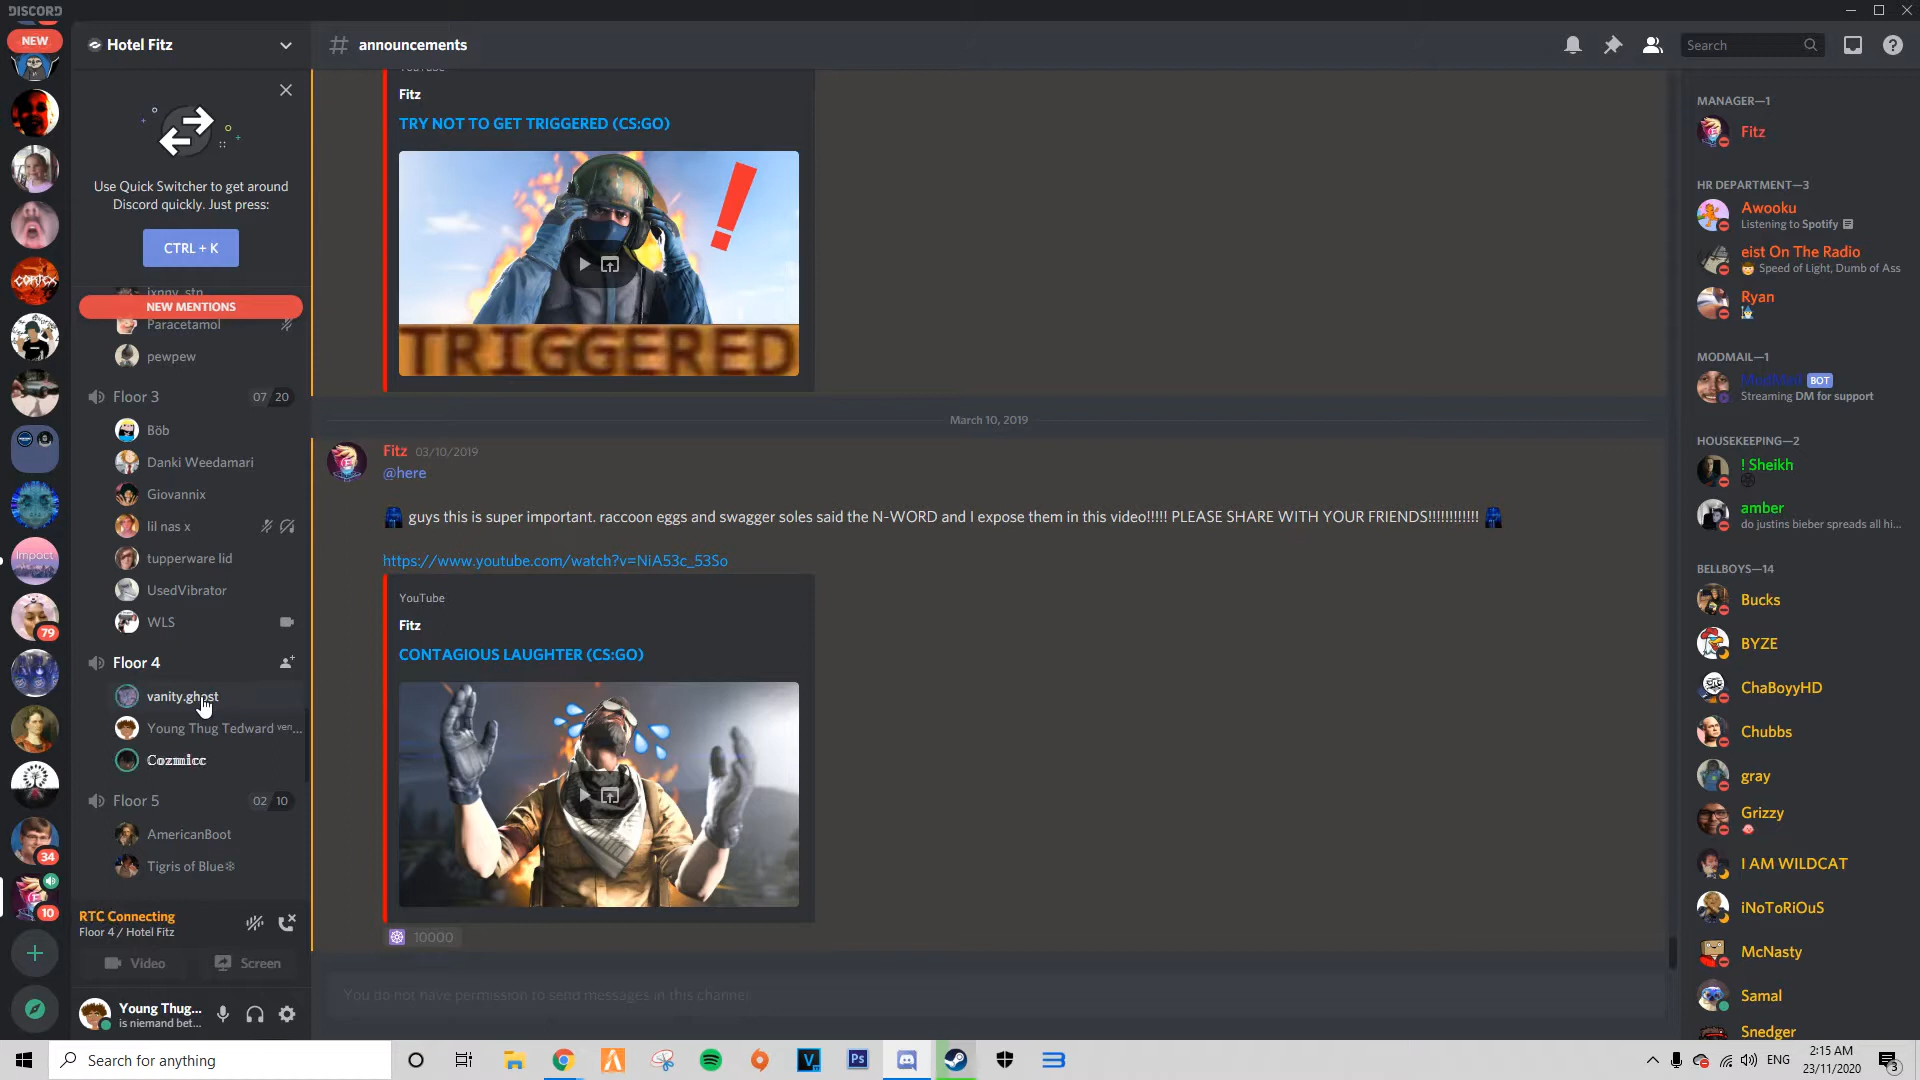 DISCORD
NEW
Hotel Fitz
announcements
Search
Use Quick Switcher to get around
Discord quickly. Just press:
CTRL + K
ixnny_stn
NEW MENTIONS
Paracetamol
pewpew
Floor 3
07 20
Böb
Danki Weedamari
Giovannix
lil nas x
tupperware lid
UsedVibrator
WLS
Floor 4
vanity.ghost
Young Thug Tedward ᵛᵉʳⁱ...
Cozmicc
Floor 5
02 10
AmericanBoot
Tigris of Blue❄
RTC Connecting
Floor 4 / Hotel Fitz
Video
Screen
Young Thug...
is niemand bet...
CORTEX
Impact
79
34
10
YouTube
Fitz
TRY NOT TO GET TRIGGERED (CS:GO)
!
TRIGGERED
March 10, 2019
Fitz 03/10/2019
@here
guys this is super important. raccoon eggs and swagger soles said the N-WORD and I expose them in this video!!!!! PLEASE SHARE WITH YOUR FRIENDS!!!!!!!!!!!!
https://www.youtube.com/watch?v=NiA53c_53So
YouTube
Fitz
CONTAGIOUS LAUGHTER (CS:GO)
10000
You do not have permission to send messages in this channel.
MANAGER—1
Fitz
HR DEPARTMENT—3
Awooku
Listening to Spotify
eist On The Radio
Speed of Light, Dumb of Ass
Ryan
MODMAIL—1
ModMail BOT
Streaming DM for support
HOUSEKEEPING—2
! Sheikh
amber
do justins bieber spreads all hi...
BELLBOYS—14
Bucks
BYZE
ChaBoyyHD
Chubbs
gray
Grizzy
I AM WILDCAT
iNoToRiOuS
McNasty
Samal
Snedger
Search for anything
V
Ps
ENG
2:15 AM
23/11/2020
3